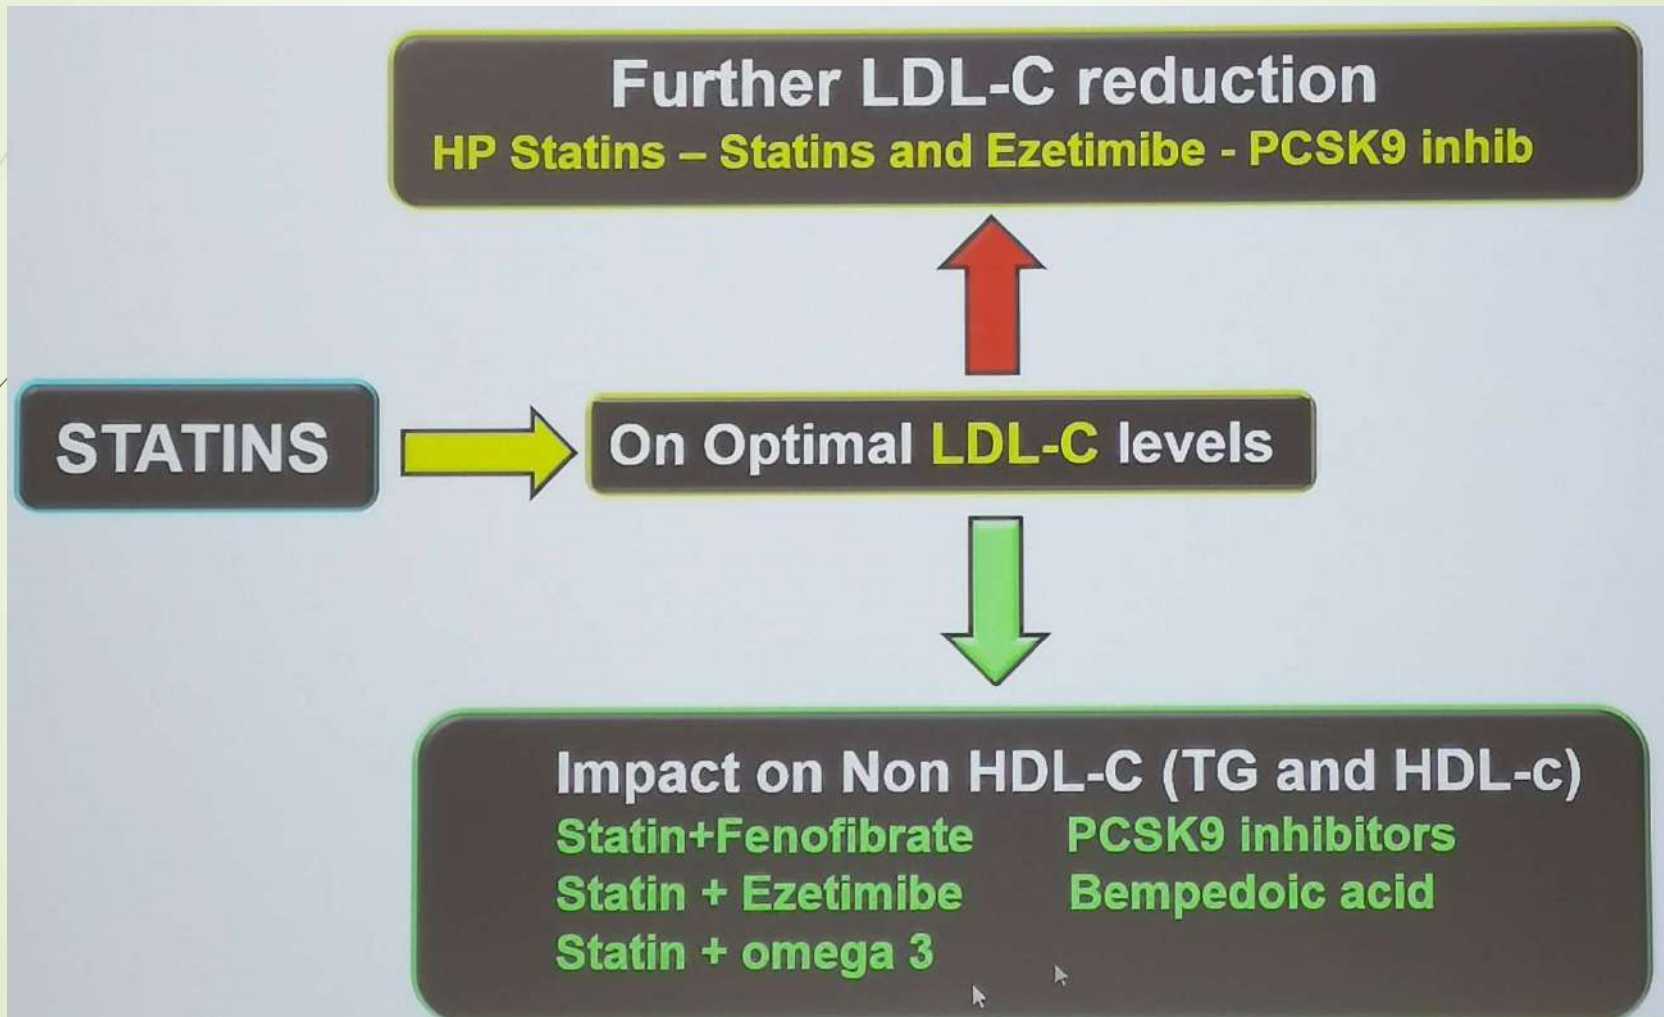 Further LDL-C reduction
HP Statins – Statins and Ezetimibe - PCSK9 inhib
STATINS
On Optimal LDL-C levels
Impact on Non HDL-C (TG and HDL-c)
Statin+Fenofibrate PCSK9 inhibitors
Statin + Ezetimibe Bempedoic acid
Statin + omega 3